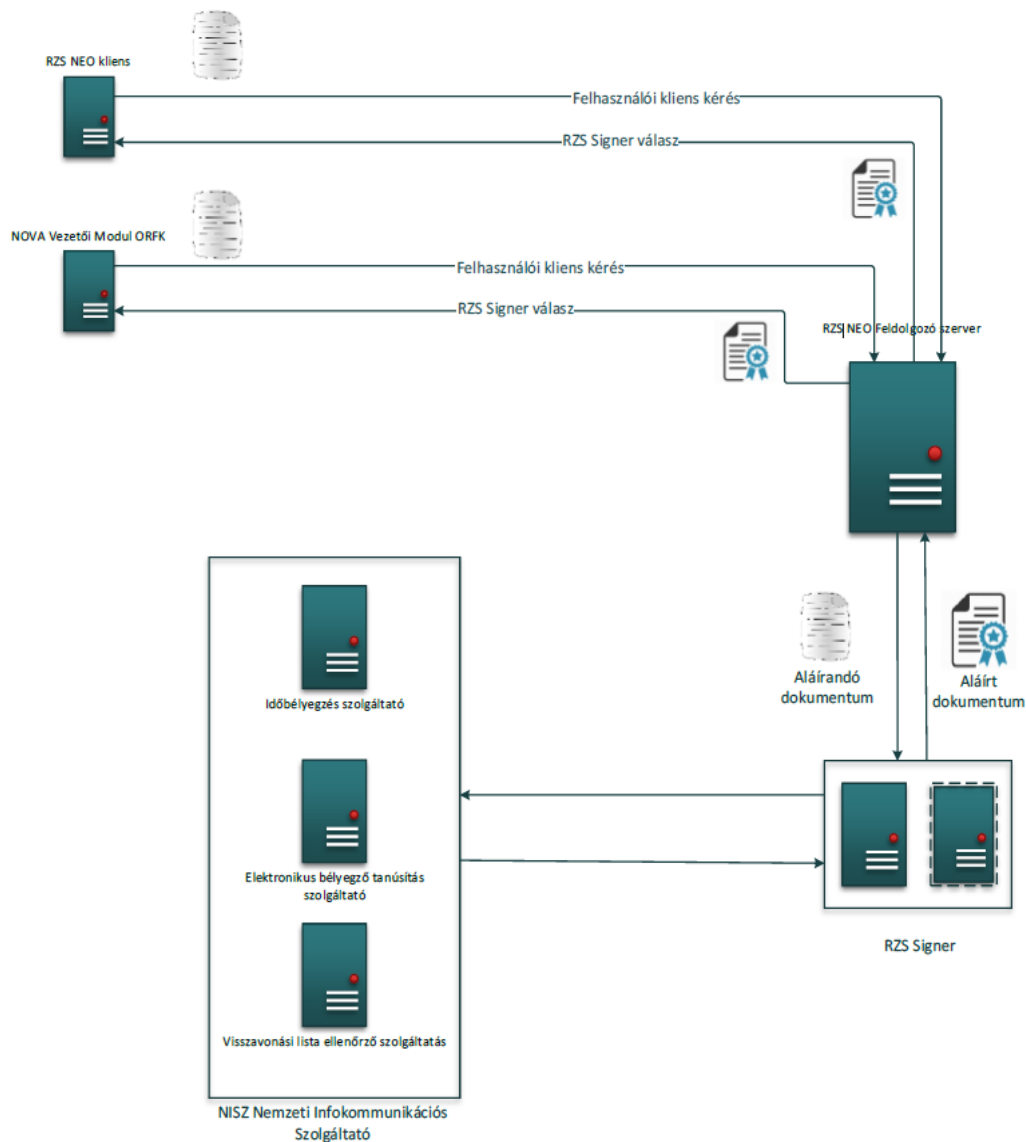 RZS NEO kliens
Felhasználói kliens kérés
RZS Signer válasz
NOVA Vezetői Modul ORFK
Felhasználói kliens kérés
RZS Signer válasz
RZS NEO Feldolgozó szerver
Aláírandó
dokumentum
Aláírt
dokumentum
Időbélyegzés szolgáltató
Elektronikus bélyegző tanúsítás
szolgáltató
Visszavonási lista ellenőrző szolgáltatás
RZS Signer
NISZ Nemzeti Infokommunikációs
Szolgáltató